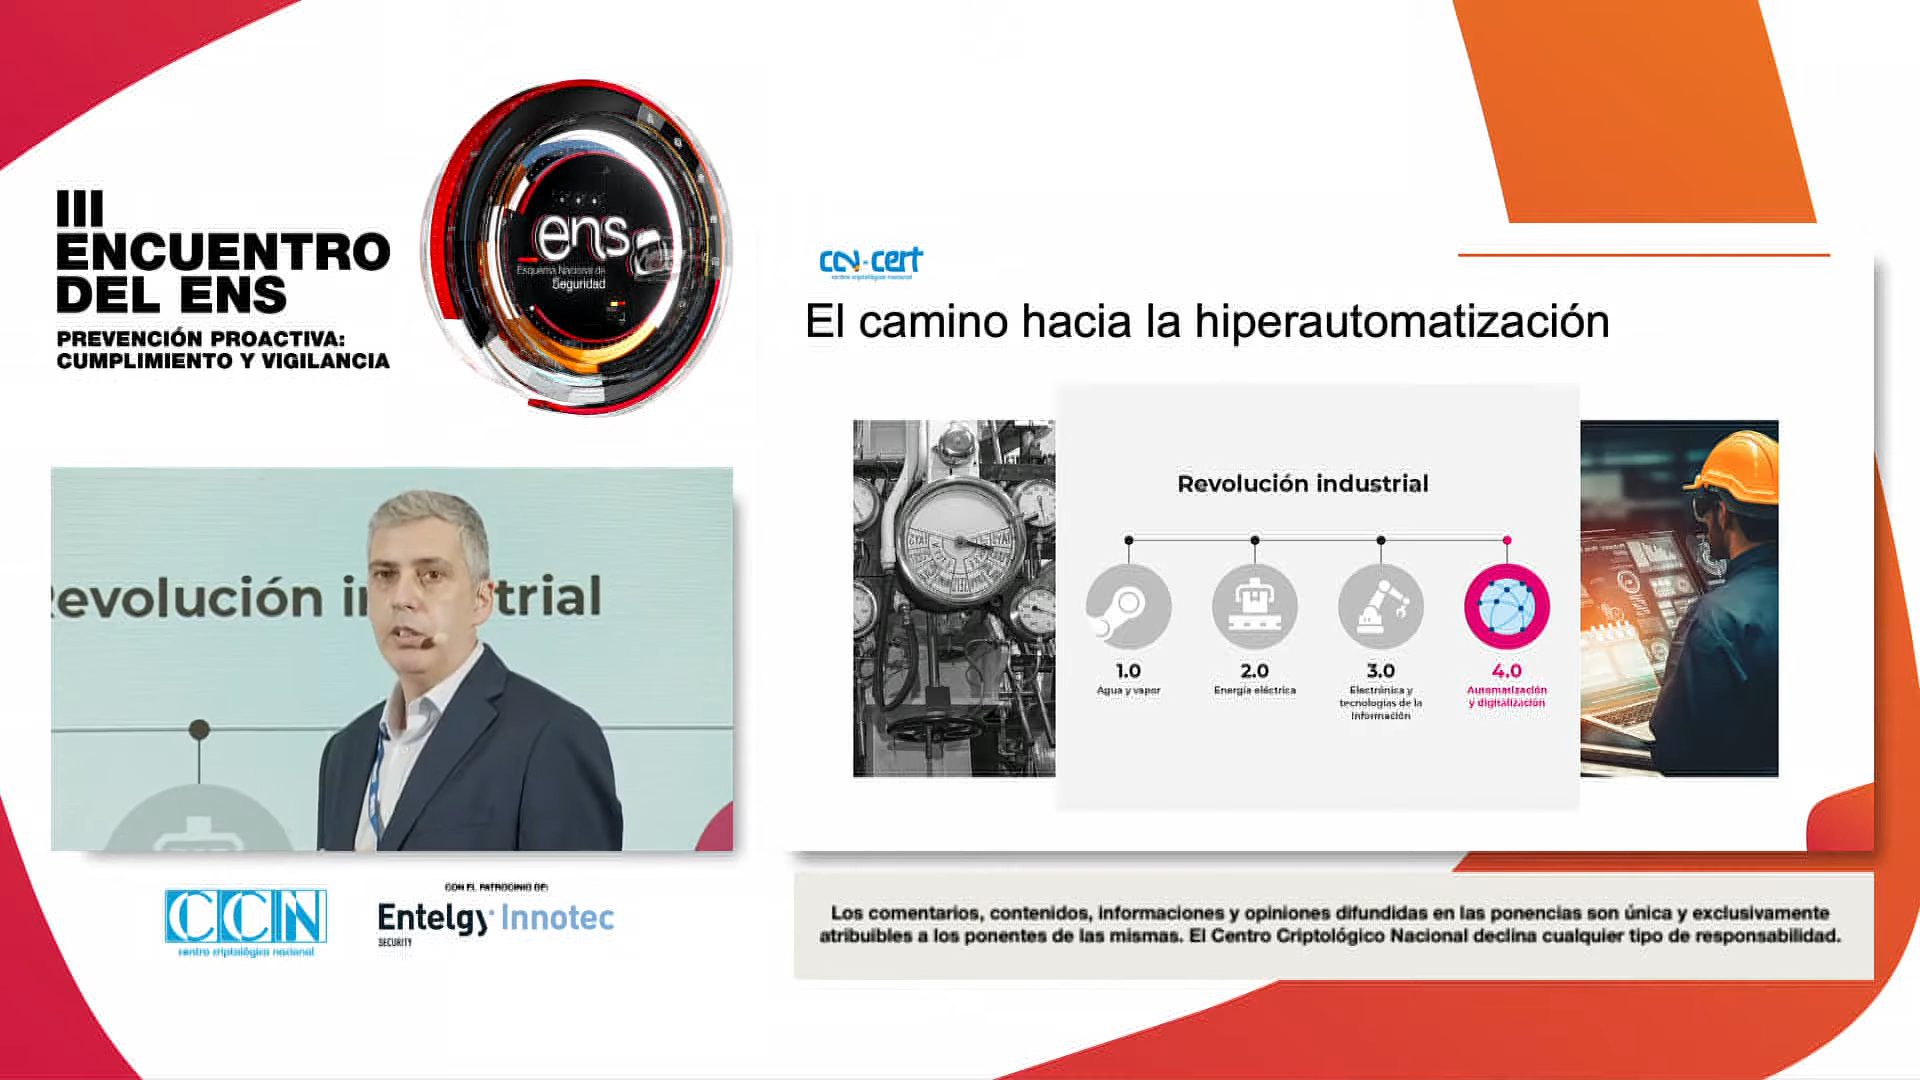 III
ENCUENTRO
DEL ENS
PREVENCIÓN PROACTIVA:
CUMPLIMIENTO Y VIGILANCIA
ens
Esquema Nacional de
Seguridad
evolución in
trial
CCN
centro criptológico nacional
CON EL PATROCINIO DE:
Entelgy Innotec
SECURITY
ccn-cert
centro criptológico nacional
El camino hacia la hiperautomatización
Revolución industrial
1.0
Agua y vapor
2.0
Energía eléctrica
3.0
Electrónica y
tecnologías de la
información
4.0
Automatización
y digitalización
Los comentarios, contenidos, informaciones y opiniones difundidas en las ponencias son única y exclusivamente
atribuibles a los ponentes de las mismas. El Centro Criptológico Nacional declina cualquier tipo de responsabilidad.